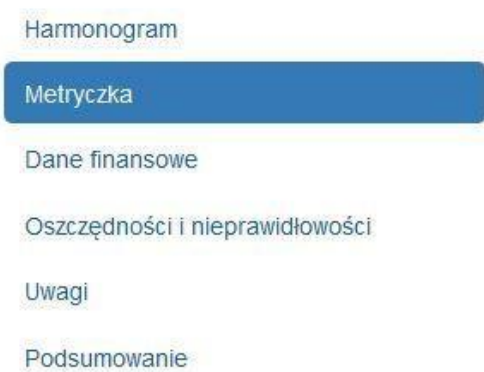 Harmonogram
Metryczka
Dane finansowe
Oszczędności i nieprawidłowości
Uwagi
Podsumowanie